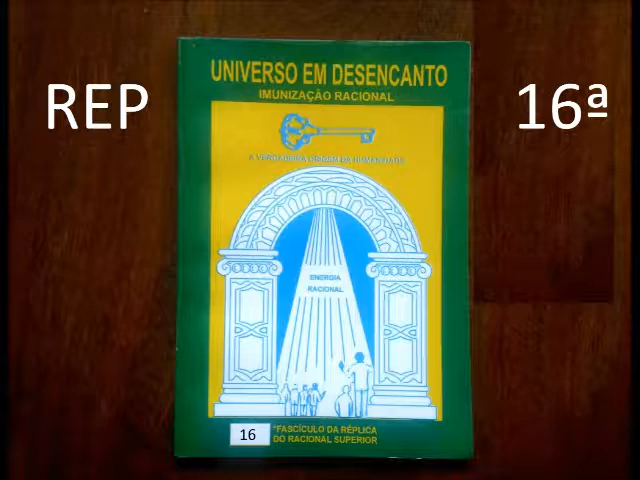 REP
16ª
UNIVERSO EM DESENCANTO
IMUNIZAÇÃO RACIONAL
A VERDADEIRA ORIGEM DA HUMANIDADE
ENERGIA
RACIONAL
16
°FASCÍCULO DA RÉPLICA
DO RACIONAL SUPERIOR